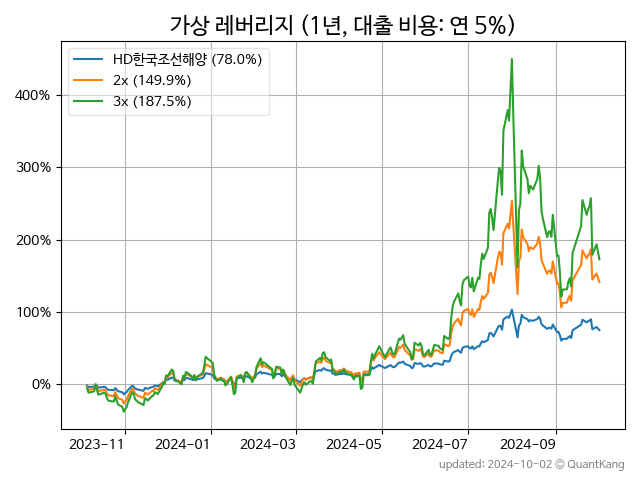 가상 레버리지 (1년, 대출 비용: 연 5%)
HD한국조선해양 (78.0%)
2x (149.9%)
3x (187.5%)
400%
300%
200%
100%
0%
2023-11 2024-01 2024-03 2024-05 2024-07 2024-09
updated: 2024-10-02 © QuantKang